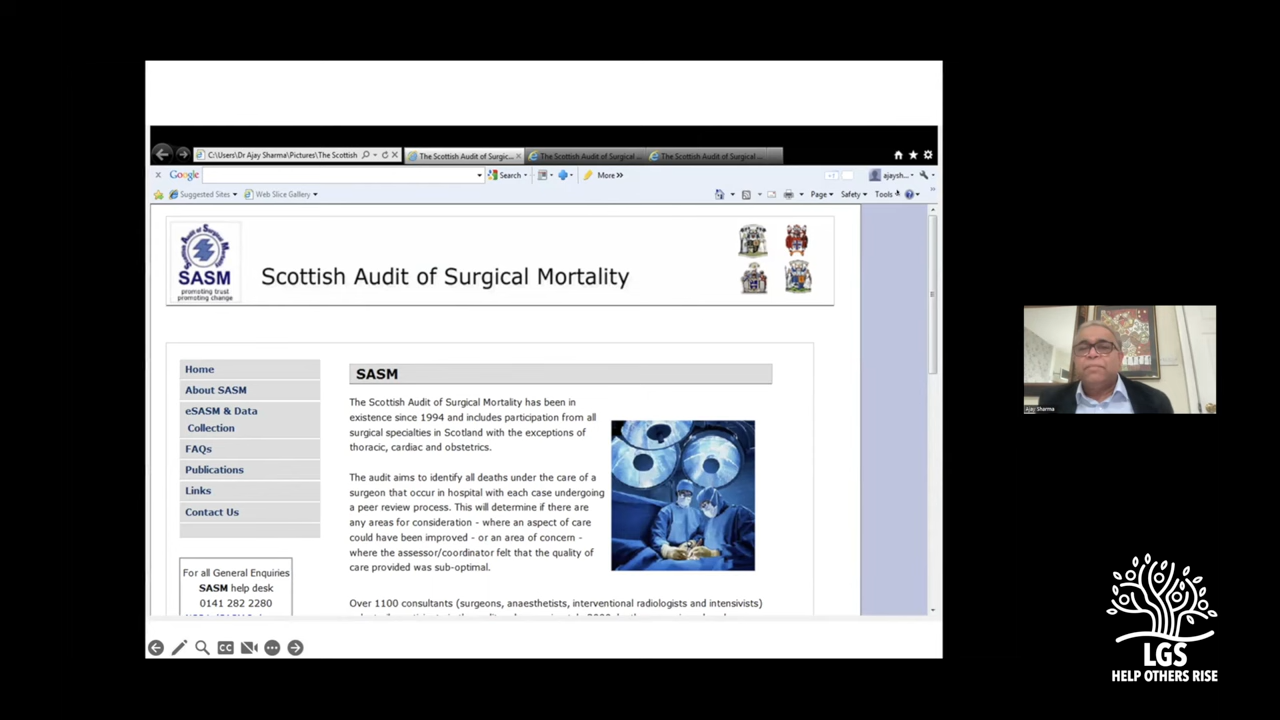 C:\Users\Dr Ajay Sharma\Pictures\The Scottish
The Scottish Audit of Surgic...
The Scottish Audit of Surgical ...
The Scottish Audit of Surgical ...
x Google Search More »
ajaysh...
Suggested Sites Web Slice Gallery
Page Safety Tools
SASM
promoting trust
promoting change
Scottish Audit of Surgical Mortality
Home
About SASM
eSASM & Data
Collection
FAQs
Publications
Links
Contact Us
For all General Enquiries
SASM help desk
0141 282 2280
SASM
The Scottish Audit of Surgical Mortality has been in
existence since 1994 and includes participation from all
surgical specialties in Scotland with the exceptions of
thoracic, cardiac and obstetrics.
The audit aims to identify all deaths under the care of a
surgeon that occur in hospital with each case undergoing
a peer review process. This will determine if there are
any areas for consideration - where an aspect of care
could have been improved - or an area of concern -
where the assessor/coordinator felt that the quality of
care provided was sub-optimal.
Over 1100 consultants (surgeons, anaesthetists, interventional radiologists and intensivists)
CC
Ajay Sharma
LGS
HELP OTHERS RISE